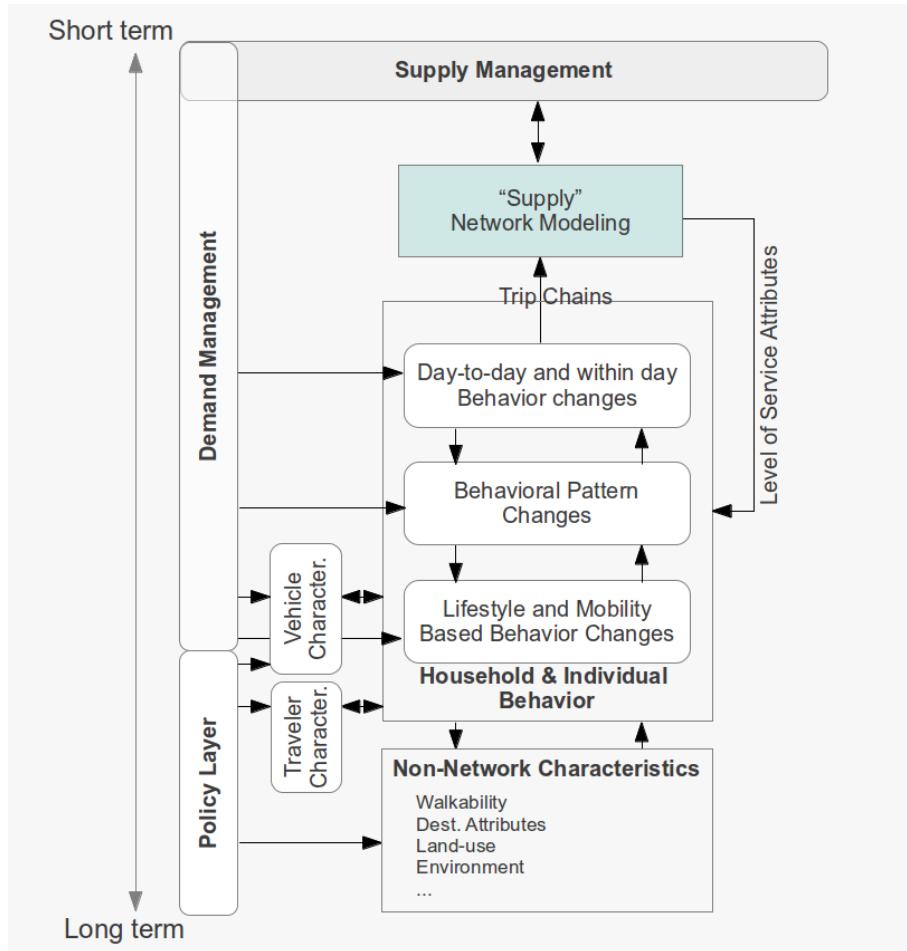 Short term
Supply Management
“Supply”
Network Modeling
Trip Chains
Level of Service Attributes
Demand Management
Day-to-day and within day
Behavior changes
Behavioral Pattern
Changes
Vehicle
Character.
Lifestyle and Mobility
Based Behavior Changes
Household & Individual
Behavior
Policy Layer
Traveler
Character.
Non-Network Characteristics
Walkability
Dest. Attributes
Land-use
Environment
...
Long term